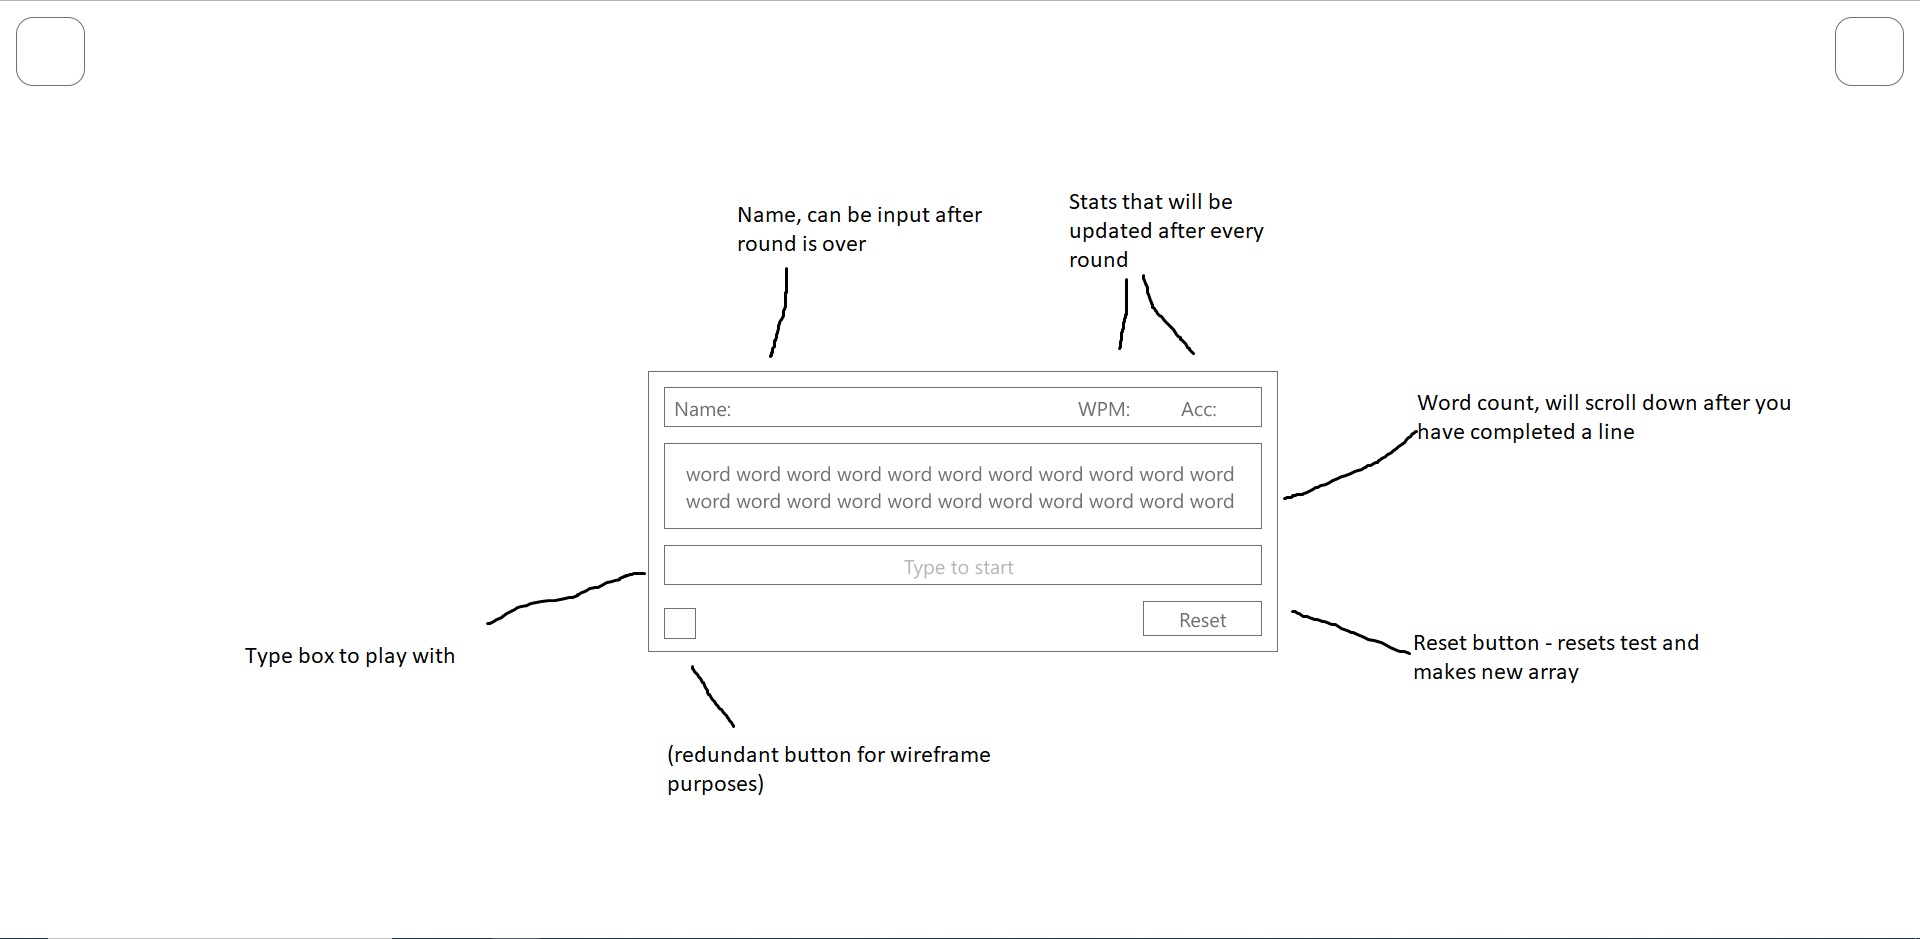 Name, can be input after
round is over
Stats that will be
updated after every
round
Name: WPM: Acc:
word word word word word word word word word word word
word word word word word word word word word word word
Type to start
Reset
Word count, will scroll down after you
have completed a line
Type box to play with
Reset button - resets test and
makes new array
(redundant button for wireframe
purposes)